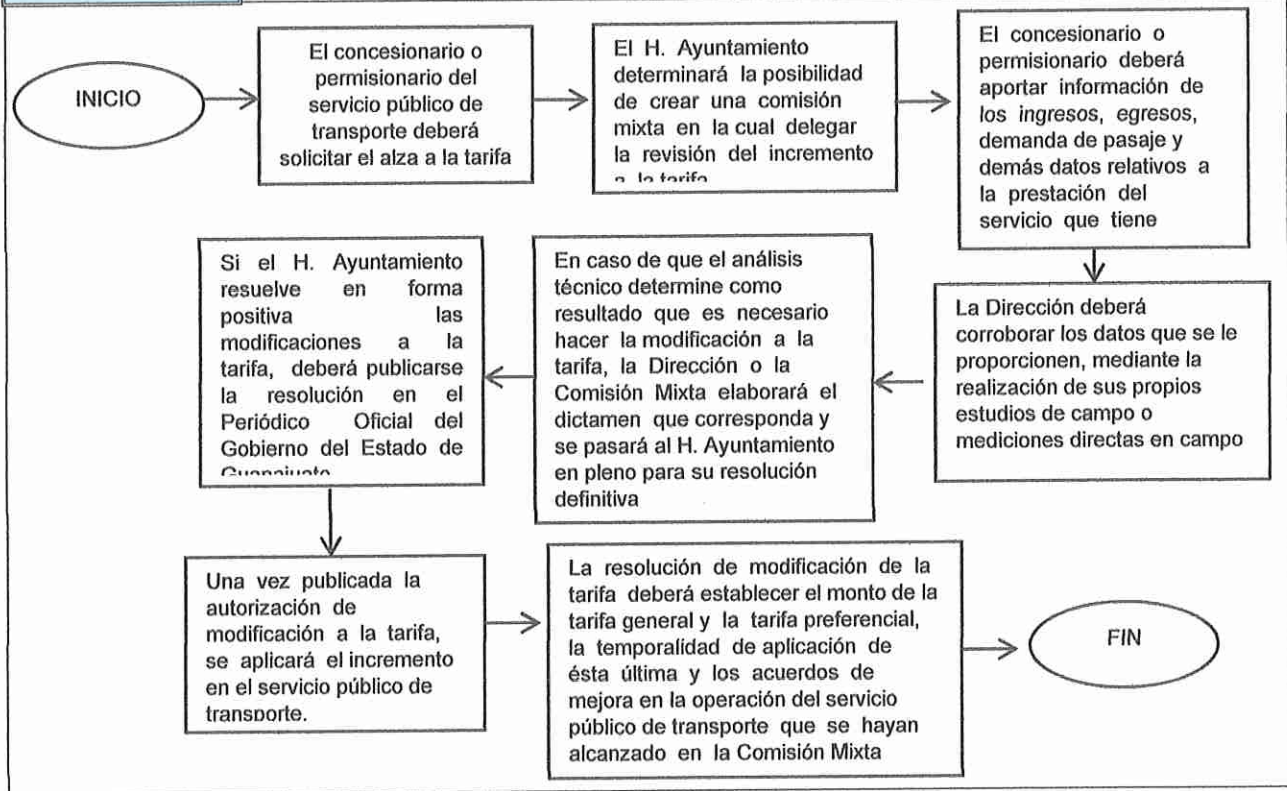 INICIO
El concesionario o
permisionario del
servicio público de
transporte deberá
solicitar el alza a la tarifa
El H. Ayuntamiento
determinará la posibilidad
de crear una comisión
mixta en la cual delegar
la revisión del incremento
a la tarifa
El concesionario o
permisionario deberá
aportar información de
los ingresos, egresos,
demanda de pasaje y
demás datos relativos a
la prestación del
servicio que tiene
La Dirección deberá
corroborar los datos que se le
proporcionen, mediante la
realización de sus propios
estudios de campo o
mediciones directas en campo
En caso de que el análisis
técnico determine como
resultado que es necesario
hacer la modificación a la
tarifa, la Dirección o la
Comisión Mixta elaborará el
dictamen que corresponda y
se pasará al H. Ayuntamiento
en pleno para su resolución
definitiva
Si el H. Ayuntamiento
resuelve en forma
positiva las
modificaciones a la
tarifa, deberá publicarse
la resolución en el
Periódico Oficial del
Gobierno del Estado de
Guanajuato
Una vez publicada la
autorización de
modificación a la tarifa,
se aplicará el incremento
en el servicio público de
transporte.
La resolución de modificación de la
tarifa deberá establecer el monto de la
tarifa general y la tarifa preferencial,
la temporalidad de aplicación de
ésta última y los acuerdos de
mejora en la operación del servicio
público de transporte que se hayan
alcanzado en la Comisión Mixta
FIN